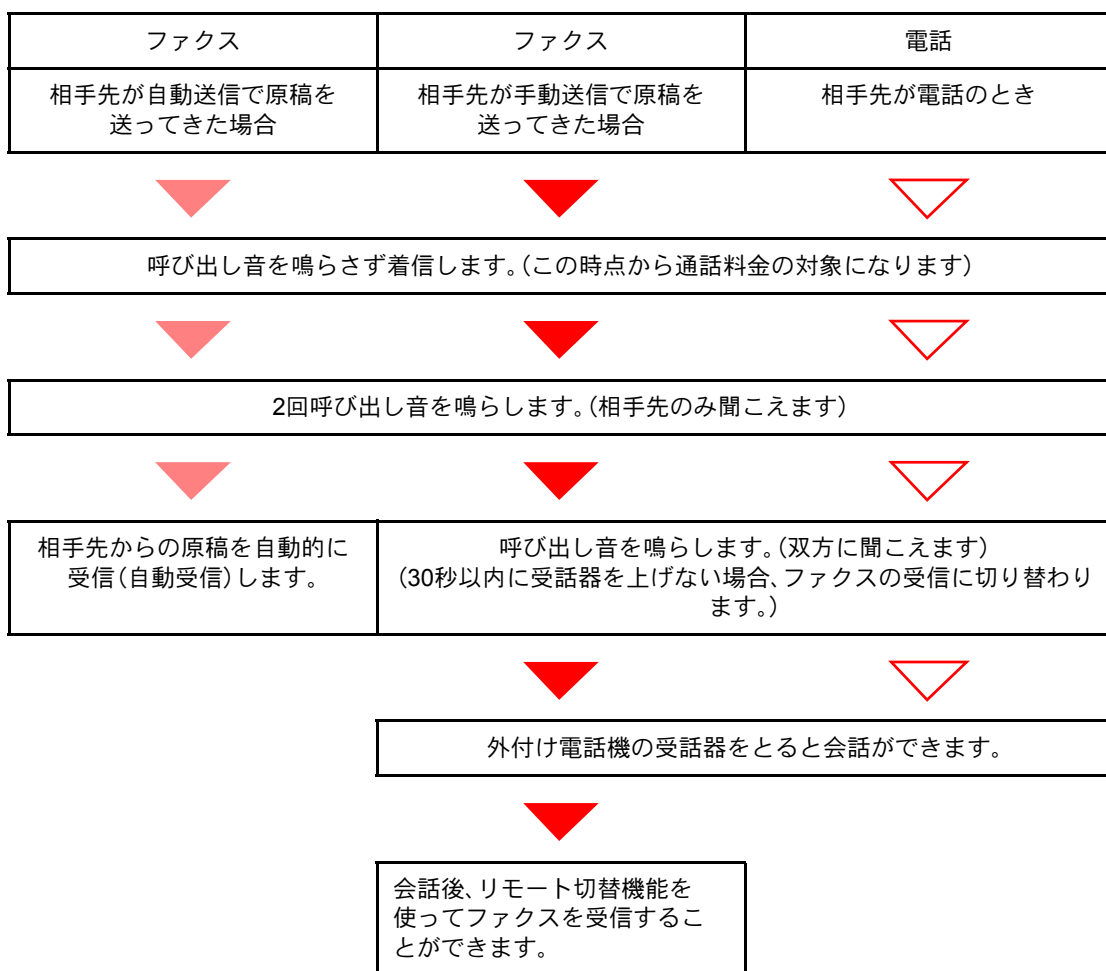 ファクス
ファクス
電話
相手先が自動送信で原稿を
送ってきた場合
相手先が手動送信で原稿を
送ってきた場合
相手先が電話のとき
呼び出し音を鳴らさず着信します。（この時点から通話料金の対象になります）
2回呼び出し音を鳴らします。（相手先のみ聞こえます）
相手先からの原稿を自動的に
受信（自動受信）します。
呼び出し音を鳴らします。（双方に聞こえます）
（30秒以内に受話器を上げない場合、ファクスの受信に切り替わり
ます。）
外付け電話機の受話器をとると会話ができます。
会話後、リモート切替機能を
使ってファクスを受信するこ
とができます。